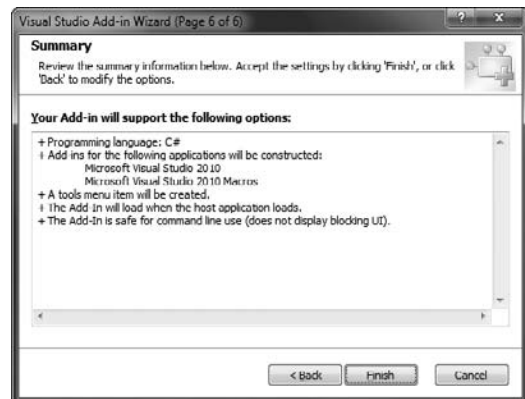 Visual Studio Add-in Wizard (Page 6 of 6)
Summary
Review the summary information below. Accept the settings by clicking 'Finish', or click
'Back' to modify the options.
Your Add-in will support the following options:
+ Programming language: C#
+ Add ins for the following applications will be constructed:
Microsoft Visual Studio 2010
Microsoft Visual Studio 2010 Macros
+ A tools menu item will be created.
+ The Add In will load when the host application loads.
+ The Add-In is safe for command line use (does not display blocking UI).
< Back Finish Cancel